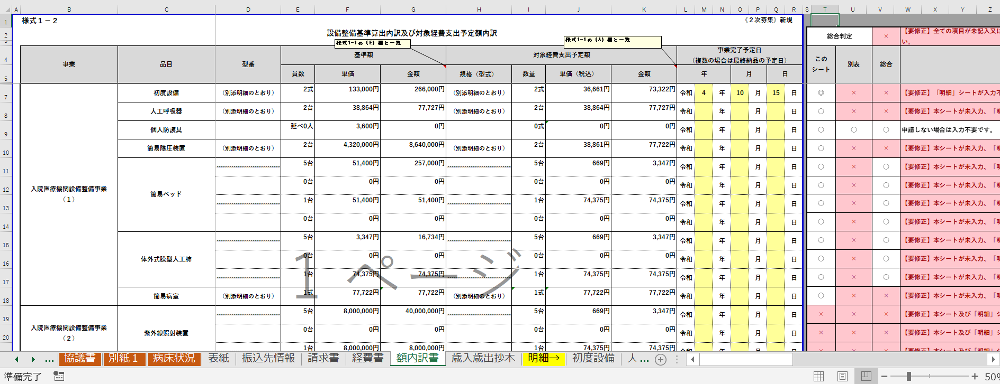 A B C D E F G H I J K L M N O P Q R S T U V W X Y Z
1 様式１－２ 《２次募集》新規
2 設備整備基準算出内訳及び対象経費支出予定額内訳 総合判定 × 【要修正】全ての項目が未記入又は
い。
様式1-1の（E）欄と一致 様式1-1の（A）欄と一致
4 事業 品目 型番 基準額 対象経費支出予定額 事業完了予定日
（複数の場合は最終納品の予定日） この
シート 別表 総合
5 員数 単価 金額 規格（型式） 数量 単価（税込） 金額 年 月 日
7 初度設備 （別添明細のとおり） 2式 133,000円 266,000円 （別添明細のとおり） 2式 36,661円 73,322円 令和 4 年 10 月 15 日 ◎ × × 【要修正】「明細」シートが入力不
8 人工呼吸器 （別添明細のとおり） 2台 38,864円 77,727円 （別添明細のとおり） 2台 38,864円 77,727円 令和 年 月 日 〇 × × 【要修正】本シートが未入力、「明
9 個人防護具 延べ0人 3,600円 0円 0式 0円 0円 令和 年 月 日 〇 〇 〇 申請しない場合は入力不要です。
10 簡易陰圧装置 （別添明細のとおり） 2台 4,320,000円 8,640,000円 （別添明細のとおり） 2台 38,861円 77,722円 令和 年 月 日 〇 × × 【要修正】本シートが未入力、「明
11 5台 51,400円 257,000円 5台 669円 3,347円 令和 年 月 日 〇 × 〇 【要修正】本シートが未入力、「明
12 入院医療機関設備整備事業
（１） 簡易ベッド 0台 0円 0円 0台 0円 0円 令和 年 月 日 〇 × 〇 【要修正】本シートが未入力、「明
13 1台 51,400円 51,400円 1台 74,375円 74,375円 令和 年 月 日 〇 × 〇 【要修正】本シートが未入力、「明
14 0台 0円 0円 0台 0円 0円 令和 年 月 日 〇 × 〇 【要修正】本シートが未入力、「明
15 5台 3,347円 16,734円 5台 669円 3,347円 令和 年 月 日 〇 × 〇 【要修正】本シートが未入力、「明
16 体外式膜型人工肺 0台 0円 0円 0台 0円 0円 令和 年 月 日 〇 × 〇 【要修正】本シートが未入力、「明
1 ページ
17 1台 74,375円 74,375円 1台 74,375円 74,375円 令和 年 月 日 〇 × 〇 【要修正】本シートが未入力、「明
18 簡易病室 （別添明細のとおり） 1式 77,722円 77,722円 （別添明細のとおり） 1式 77,722円 77,722円 令和 年 月 日 〇 × × 【要修正】本シートが未入力、「明
19 5台 8,000,000円 40,000,000円 5台 669円 3,347円 令和 年 月 日 × × × 【要修正】本シート及び「明細」シ
20 入院医療機関設備整備事業
（２） 紫外線照射装置 0台 0円 0円 0台 0円 0円 令和 年 月 日 × × × 【要修正】本シート及び「明細」シ
1台 8,000,000円 8,000,000円 1台 74,375円 74,375円 令和 年 月 日 × × × 【要修正】本シート及び「明細」シ
... 協議書 別紙１ 病床状況 表紙 振込先情報 請求書 経費書 額内訳書 歳入歳出抄本 明細→ 初度設備 人 ...
準備完了 50%